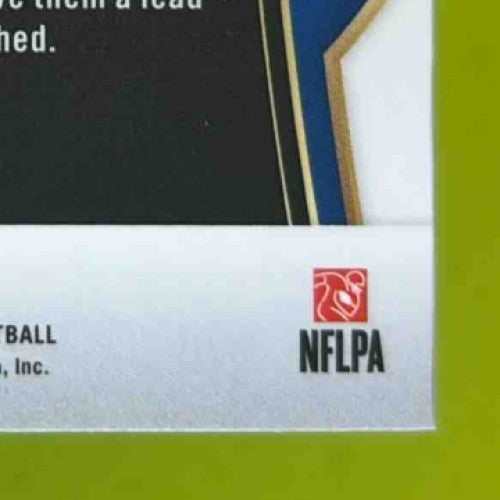 them a lead
hed.
TBALL
, Inc.
NFLPA